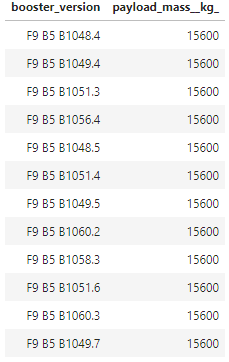 booster_version payload_mass__kg_
F9 B5 B1048.4 15600
F9 B5 B1049.4 15600
F9 B5 B1051.3 15600
F9 B5 B1056.4 15600
F9 B5 B1048.5 15600
F9 B5 B1051.4 15600
F9 B5 B1049.5 15600
F9 B5 B1060.2 15600
F9 B5 B1058.3 15600
F9 B5 B1051.6 15600
F9 B5 B1060.3 15600
F9 B5 B1049.7 15600